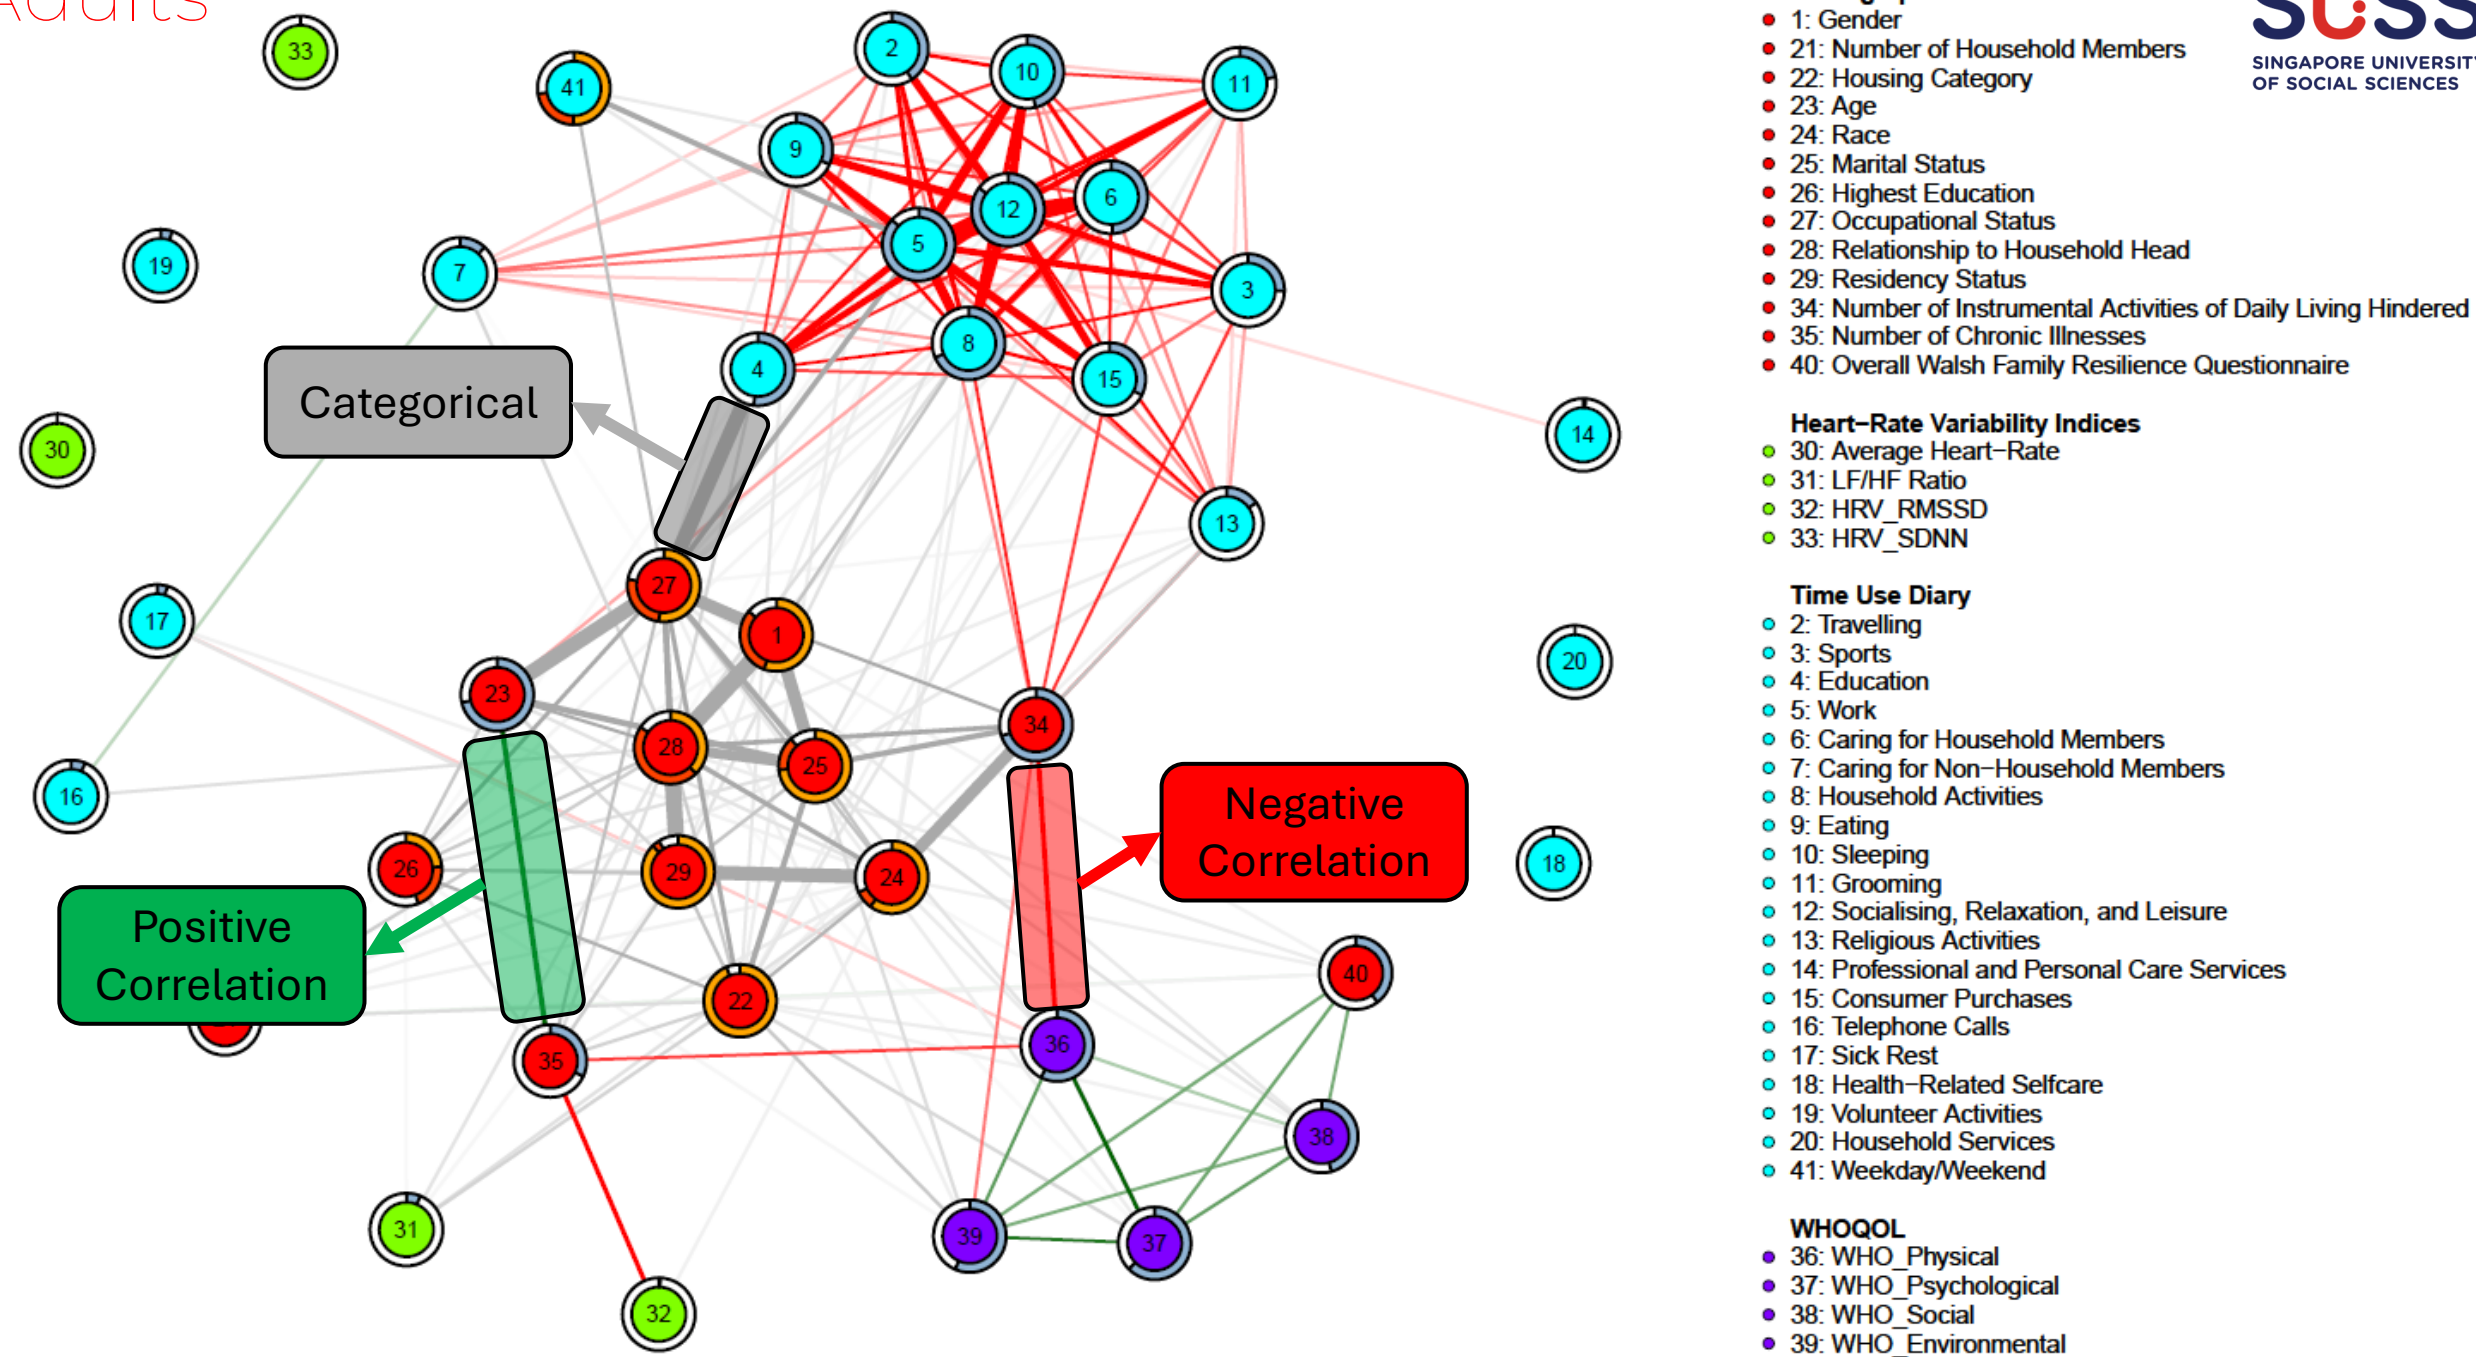 Adults
33
2
10
11
41
9
6
12
5
19
7
3
8
4
15
Categorical
14
30
13
27
17
1
20
23
34
28
25
16
Negative
Correlation
26
29
24
18
Positive
Correlation
40
22
36
35
38
31
39
37
32
1: Gender
21: Number of Household Members
22: Housing Category
23: Age
24: Race
25: Marital Status
26: Highest Education
27: Occupational Status
28: Relationship to Household Head
29: Residency Status
34: Number of Instrumental Activities of Daily Living Hindered
35: Number of Chronic Illnesses
40: Overall Walsh Family Resilience Questionnaire
Heart−Rate Variability Indices
30: Average Heart−Rate
31: LF/HF Ratio
32: HRV_RMSSD
33: HRV_SDNN
Time Use Diary
2: Travelling
3: Sports
4: Education
5: Work
6: Caring for Household Members
7: Caring for Non−Household Members
8: Household Activities
9: Eating
10: Sleeping
11: Grooming
12: Socialising, Relaxation, and Leisure
13: Religious Activities
14: Professional and Personal Care Services
15: Consumer Purchases
16: Telephone Calls
17: Sick Rest
18: Health−Related Selfcare
19: Volunteer Activities
20: Household Services
41: Weekday/Weekend
WHOQOL
36: WHO_Physical
37: WHO_Psychological
38: WHO_Social
39: WHO_Environmental
SUSS
SINGAPORE UNIVERSITY
OF SOCIAL SCIENCES